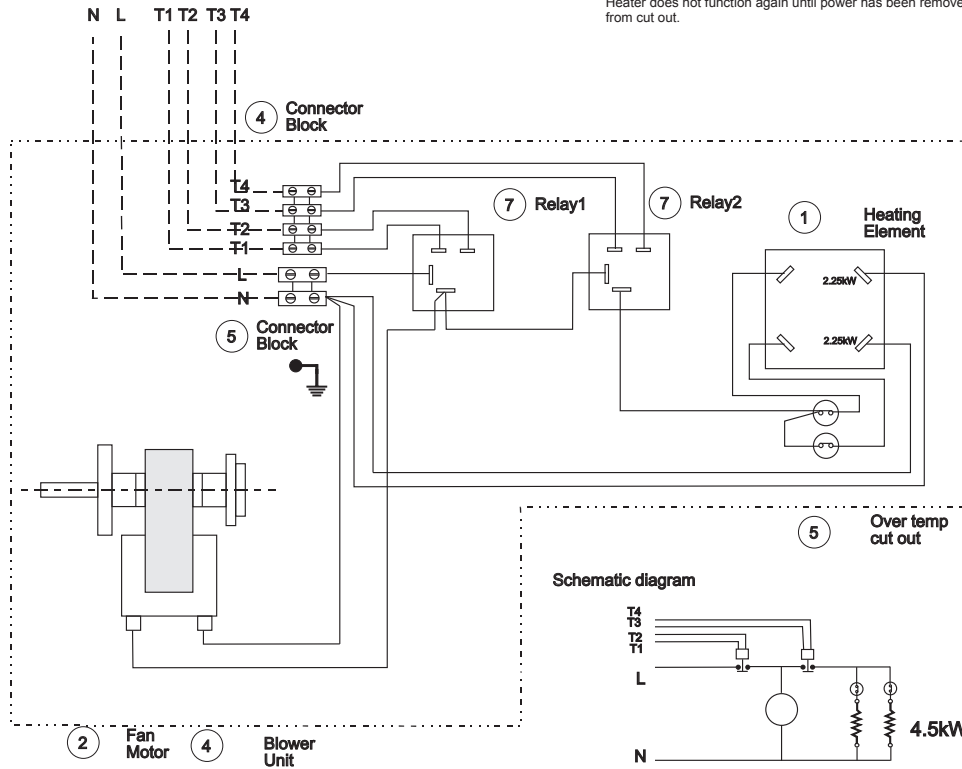 Heater does not function again until power has been remove
from cut out.
N L T1 T2 T3 T4
4 Connector
Block
T4
T3
T2
T1
L
N
7 Relay1
7 Relay2
1 Heating
Element
2.25kW
2.25kW
5 Connector
Block
5 Over temp
cut out
Schematic diagram
T4
T3
T2
T1
L
N
4.5kW
2 Fan
Motor
4 Blower
Unit